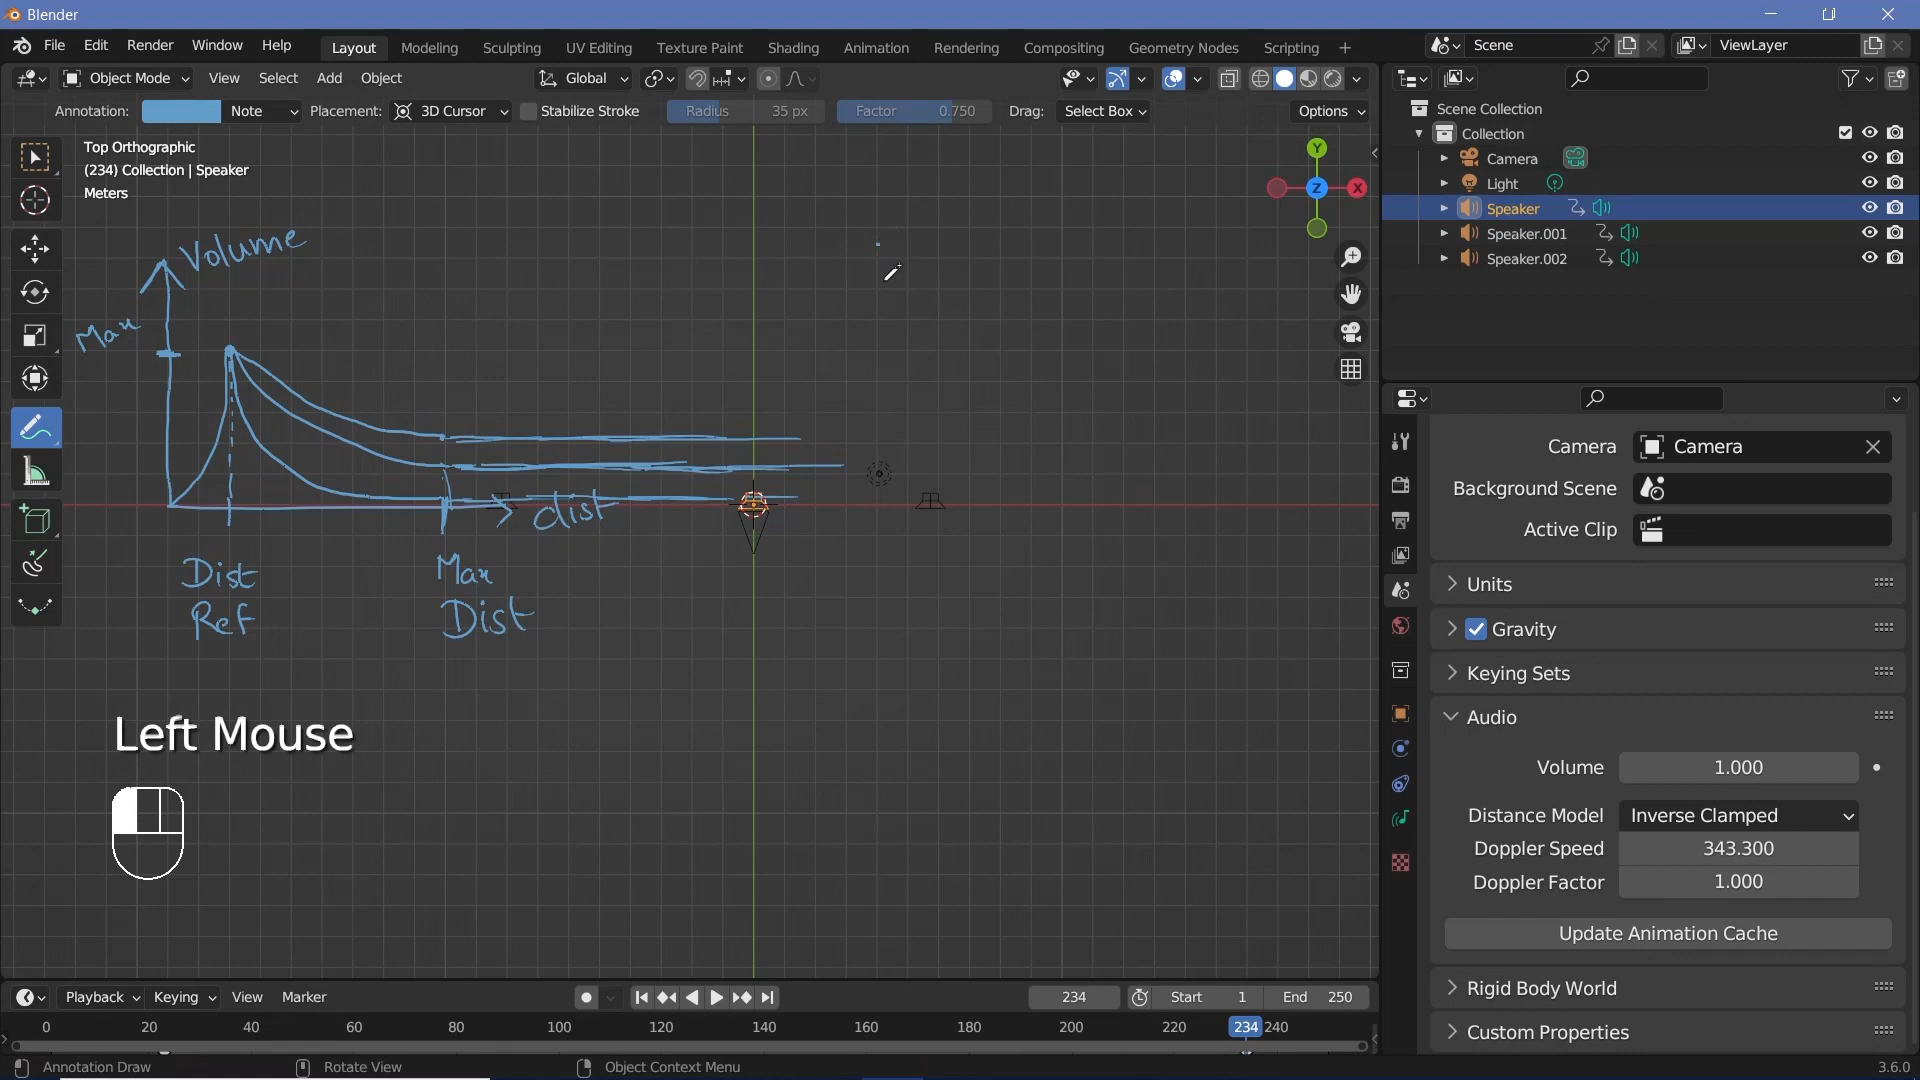 Blender
File Edit Render Window Help Layout Modeling Sculpting UV Editing Texture Paint Shading Animation Rendering Compositing Geometry Nodes Scripting + Scene ViewLayer
Object Mode View Select Add Object Global
Annotation: Note Placement: 3D Cursor Stabilize Stroke Radius 35 px Factor 0.750 Drag: Select Box Options
Top Orthographic
(234) Collection | Speaker
Meters
Y
Z X
Volume
Max
dist
Dist
Ref
Max
Dist
Left Mouse
Scene Collection
Collection
Camera
Light
Speaker
Speaker.001
Speaker.002
Camera Camera
Background Scene
Active Clip
Units
Gravity
Keying Sets
Audio
Volume 1.000
Distance Model Inverse Clamped
Doppler Speed 343.300
Doppler Factor 1.000
Update Animation Cache
Rigid Body World
Custom Properties
Playback Keying View Marker 234 Start 1 End 250
0 20 40 60 80 100 120 140 160 180 200 220 234 240
Annotation Draw Rotate View Object Context Menu 3.6.0